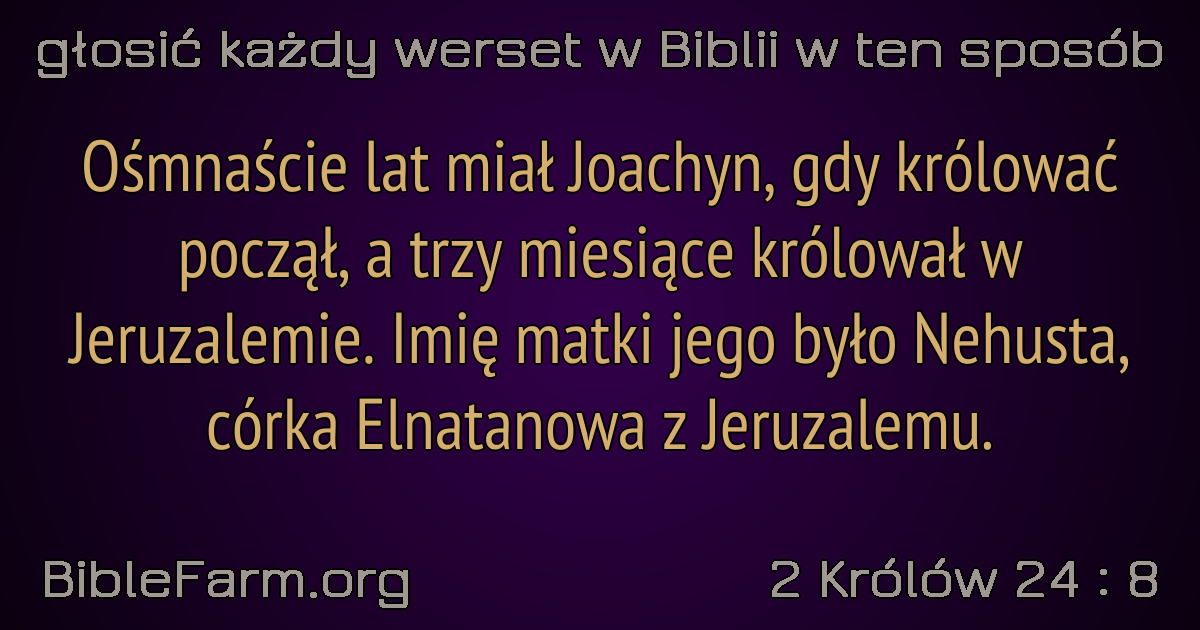 głosić każdy werset w Biblii w ten sposób
Ośmnaście lat miał Joachyn, gdy królować
począł, a trzy miesiące królował w
Jeruzalemie. Imię matki jego było Nehusta,
córka Elnatanowa z Jeruzalemu.
BibleFarm.org
2 Królów 24 : 8